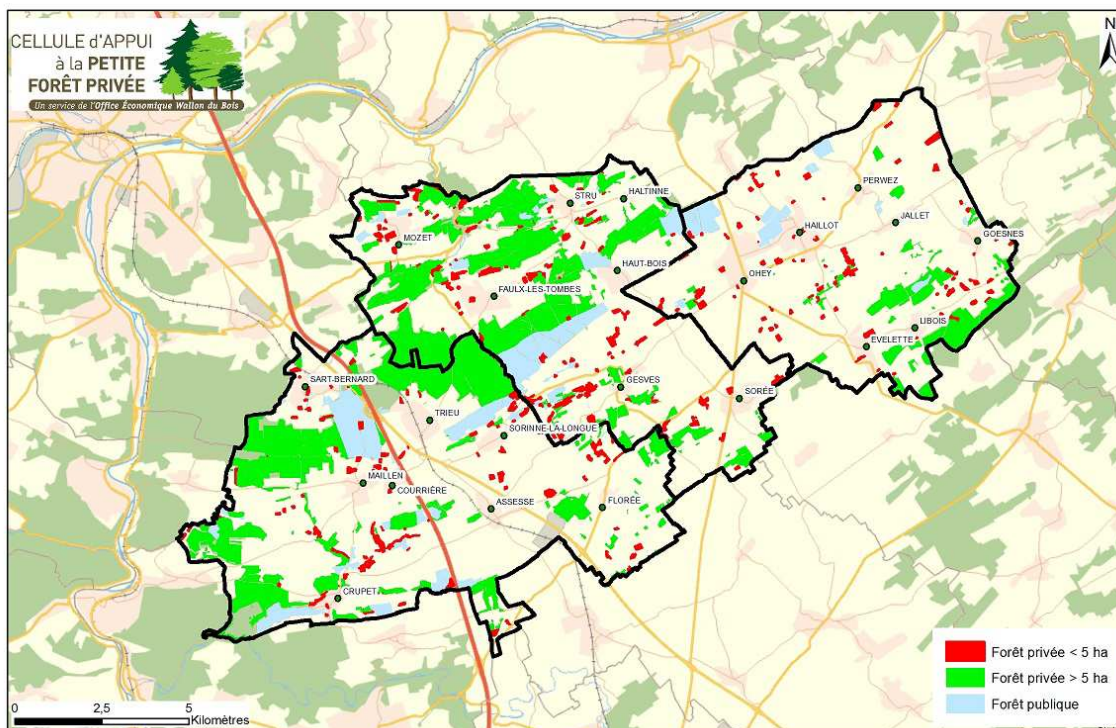 CELLULE d'APPUI
à la PETITE
FORÊT PRIVÉE
Un service de l'Office Économique Wallon du Bois
N
PERWEZ
STRU
HALTINNE
JALLET
HAILLOT
GOESNES
MOZET
HAUT-BOIS
OHEY
FAULX-LES-TOMBES
LIBOIS
EVELETTE
SART-BERNARD
GESVES
SORÉE
TRIEU
SORINNE-LA-LONGUE
MAILLEN
COURRIÈRE
ASSESSE
FLORÉE
CRUPET
Forêt privée < 5 ha
Forêt privée > 5 ha
Forêt publique
0 2,5 5
Kilomètres